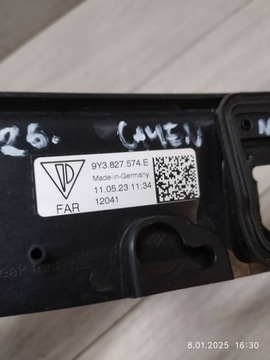 26.
CAYEN
9Y3.827.574.E
Made-in-Germany
11.05.23 11:34
FAR
12041
8.01.2025 • 16:30